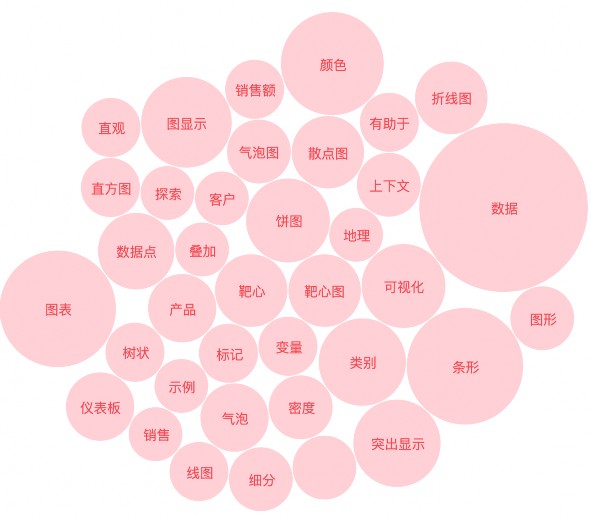 颜色
销售额
折线图
图显示
有助于
直观
气泡图
散点图
上下文
直方图
探索
客户
数据
饼图
地理
数据点
叠加
可视化
靶心
靶心图
图表
产品
图形
变量
树状
标记
类别
条形
示例
仪表板
密度
气泡
销售
突出显示
线图
细分